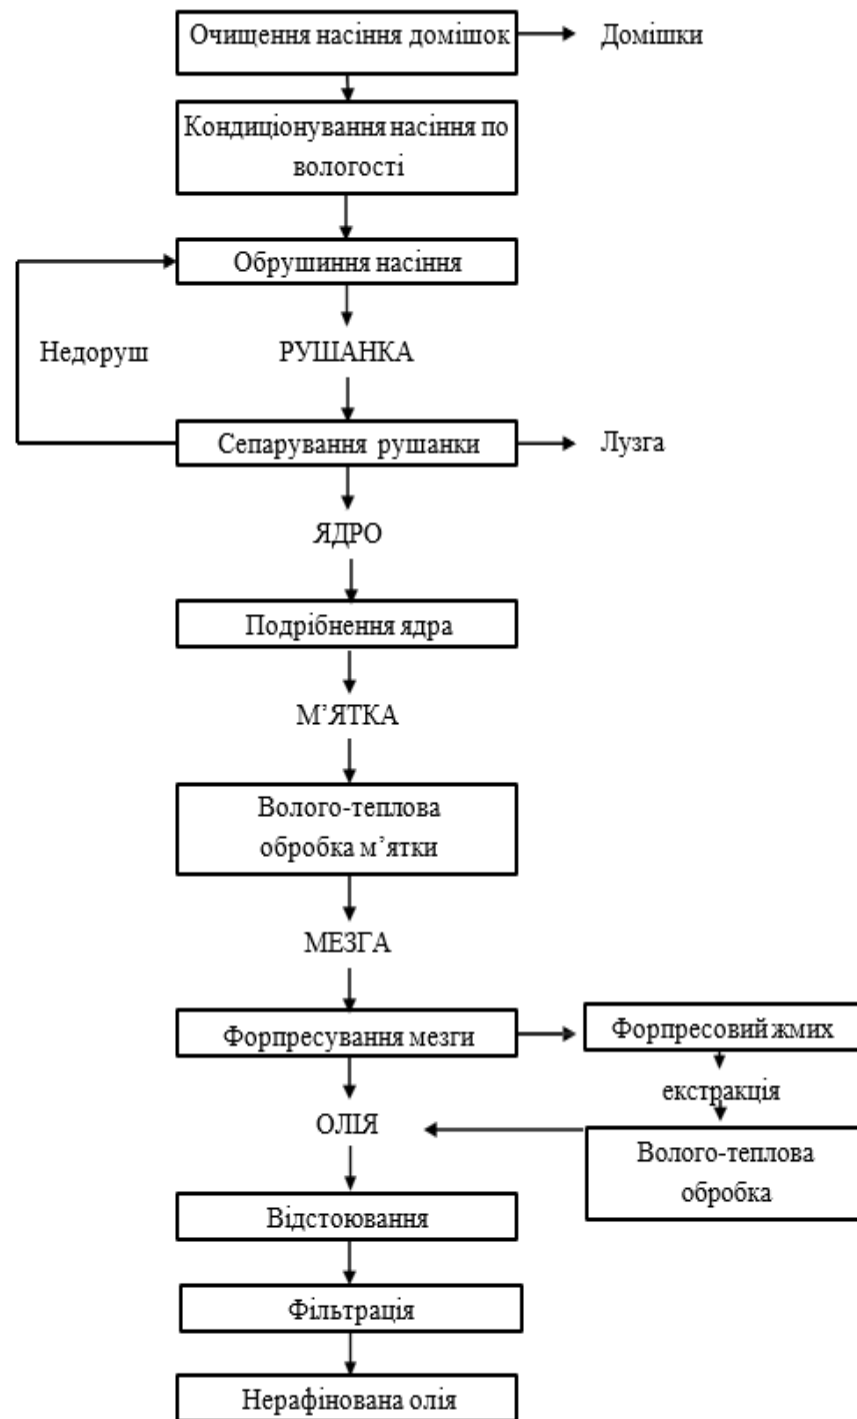 Очищення насіння домішок
Домішки
Кондиціонування насіння по
вологості
Обрушиння насіння
Недоруш
РУШАНКА
Сепарування рушанки
Лузга
ЯДРО
Подрібнення ядра
М’ЯТКА
Волого-теплова
обробка м’ятки
МЕЗГА
Форпресування мезги
Форпресовий жмих
екстракція
ОЛІЯ
Волого-теплова
обробка
Відстоювання
Фільтрація
Нерафінована олія